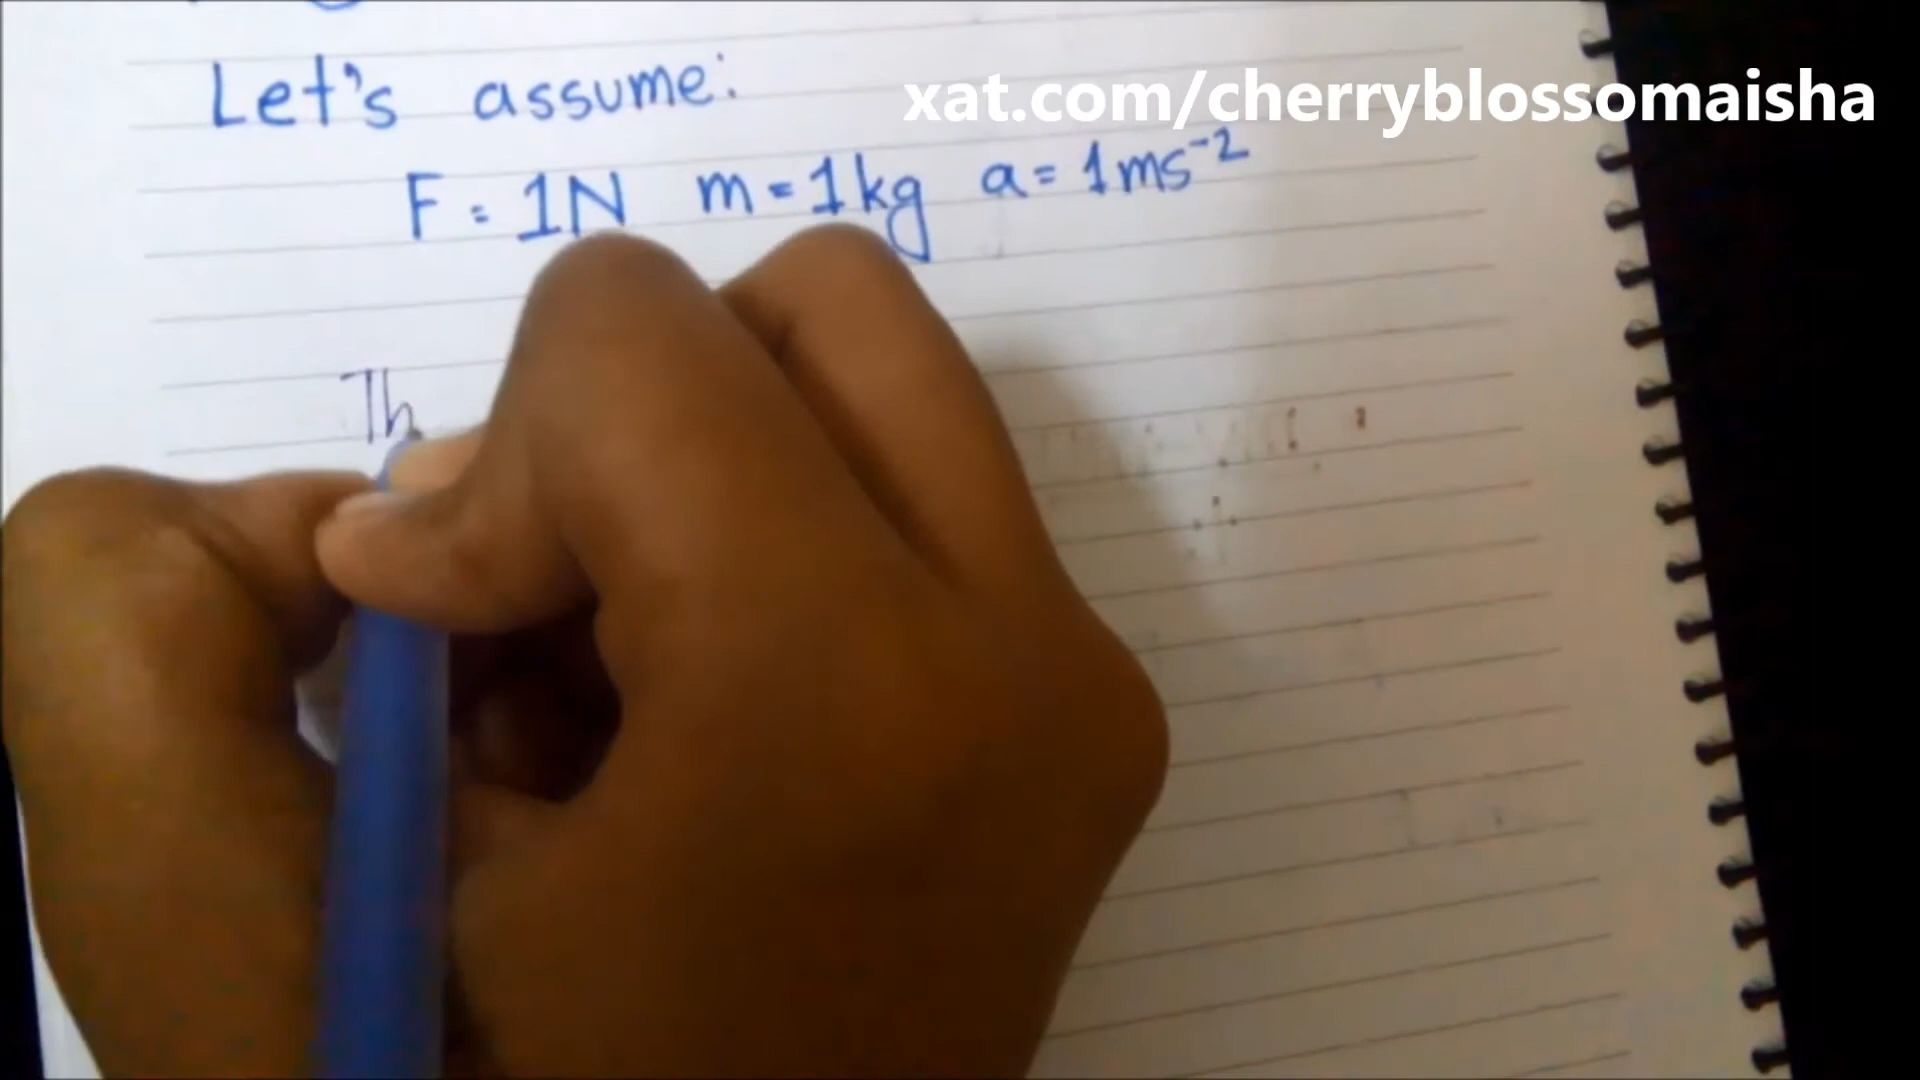 Let's assume:
xat.com/cherryblossomaisha
F = 1N m = 1kg a = 1ms⁻²
Th